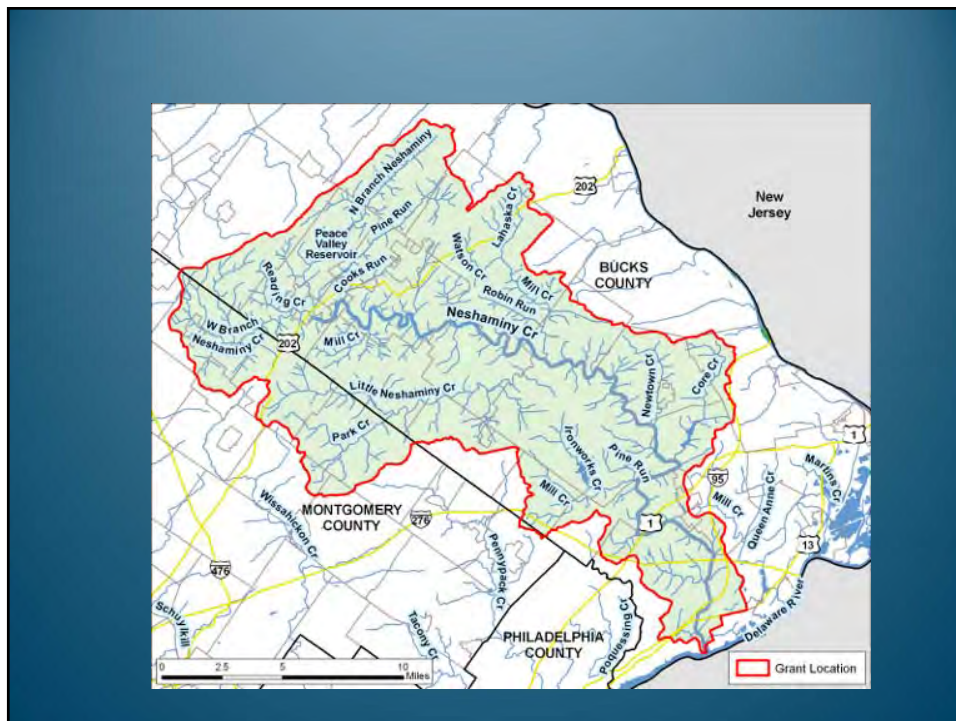 N Branch Neshaminy
202
Lahaska Cr
New
Jersey
Pine Run
Peace
Valley
Reservoir
Cooks Run
Watson Cr
Reading Cr
Mill Cr
Robin Run
BUCKS
COUNTY
Neshaminy Cr
W Branch
Neshaminy Cr
202
Mill Cr
Newtown Cr
Core Cr
Little Neshaminy Cr
Park Cr
Ironworks Cr
Pine Run
1
Martins Cr
95
Mill Cr
Queen Anne Cr
Mill Cr
MONTGOMERY
COUNTY
276
1
13
Wissahickon Cr
Pennypack Cr
476
Schuylkill
Tacony Cr
PHILADELPHIA
COUNTY
Poquessing Cr
Delaware River
0 2.5 5 10
Miles
Grant Location